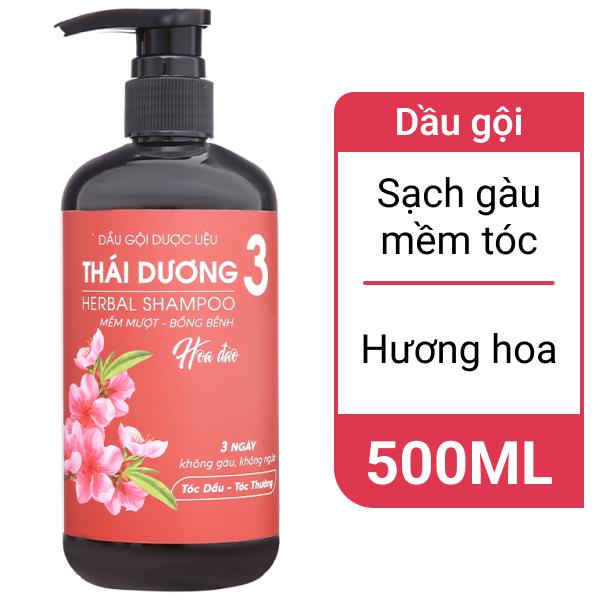 DẦU GỘI DƯỢC LIỆU
THÁI DƯƠNG 3
HERBAL SHAMPOO
MỀM MƯỢT - BỒNG BỀNH
Hoa đào
3 NGÀY
không gàu, không ngứa
Tóc Dầu - Tóc Thường
Dầu gội
Sạch gàu
mềm tóc
Hương hoa
500ML